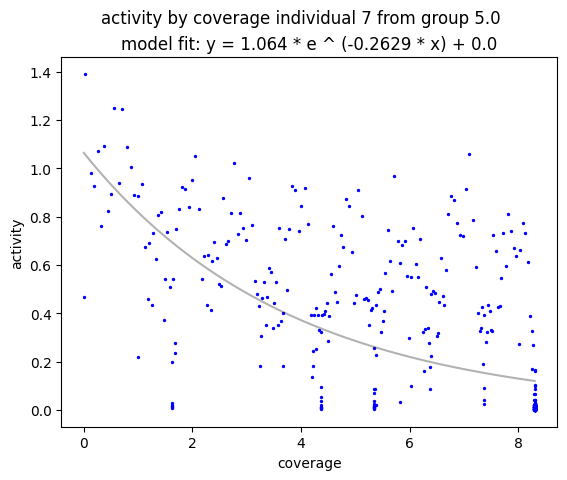 activity by coverage individual 7 from group 5.0
model fit: y = 1.064 * e ^ (-0.2629 * x) + 0.0
1.4
1.2
1.0
0.8
0.6
0.4
0.2
0.0
activity
0 2 4 6 8
coverage